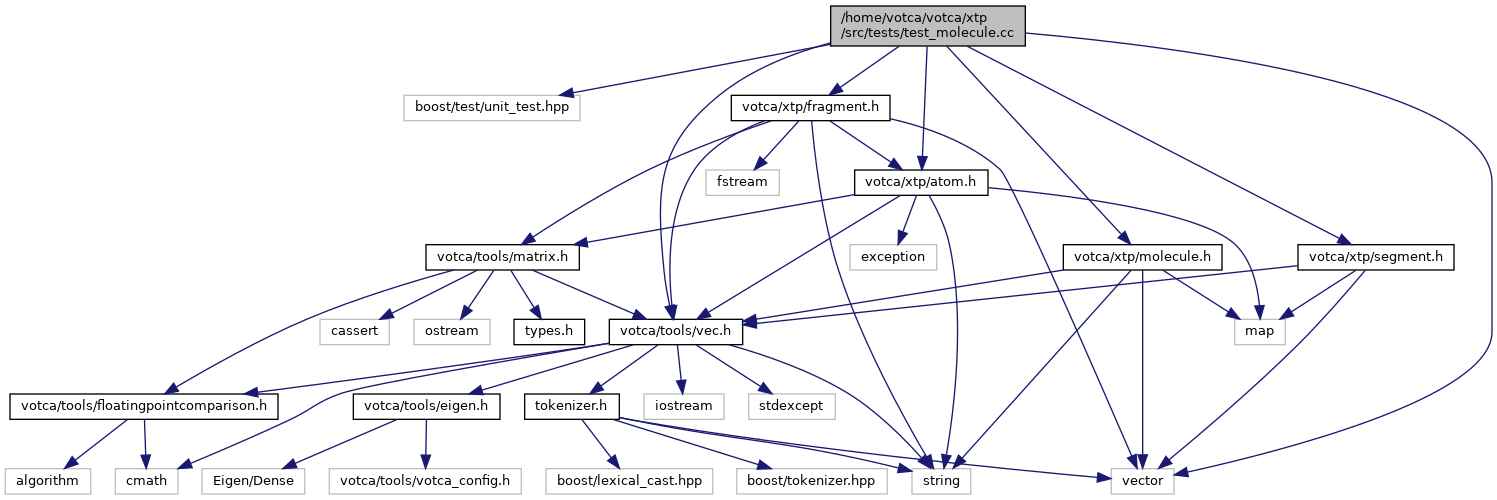 /home/votca/votca/xtp
/src/tests/test_molecule.cc
boost/test/unit_test.hpp
votca/xtp/fragment.h
fstream
votca/xtp/atom.h
votca/tools/matrix.h
exception
votca/xtp/molecule.h
votca/xtp/segment.h
cassert
ostream
types.h
votca/tools/vec.h
map
votca/tools/floatingpointcomparison.h
votca/tools/eigen.h
tokenizer.h
iostream
stdexcept
algorithm
cmath
Eigen/Dense
votca/tools/votca_config.h
boost/lexical_cast.hpp
boost/tokenizer.hpp
string
vector